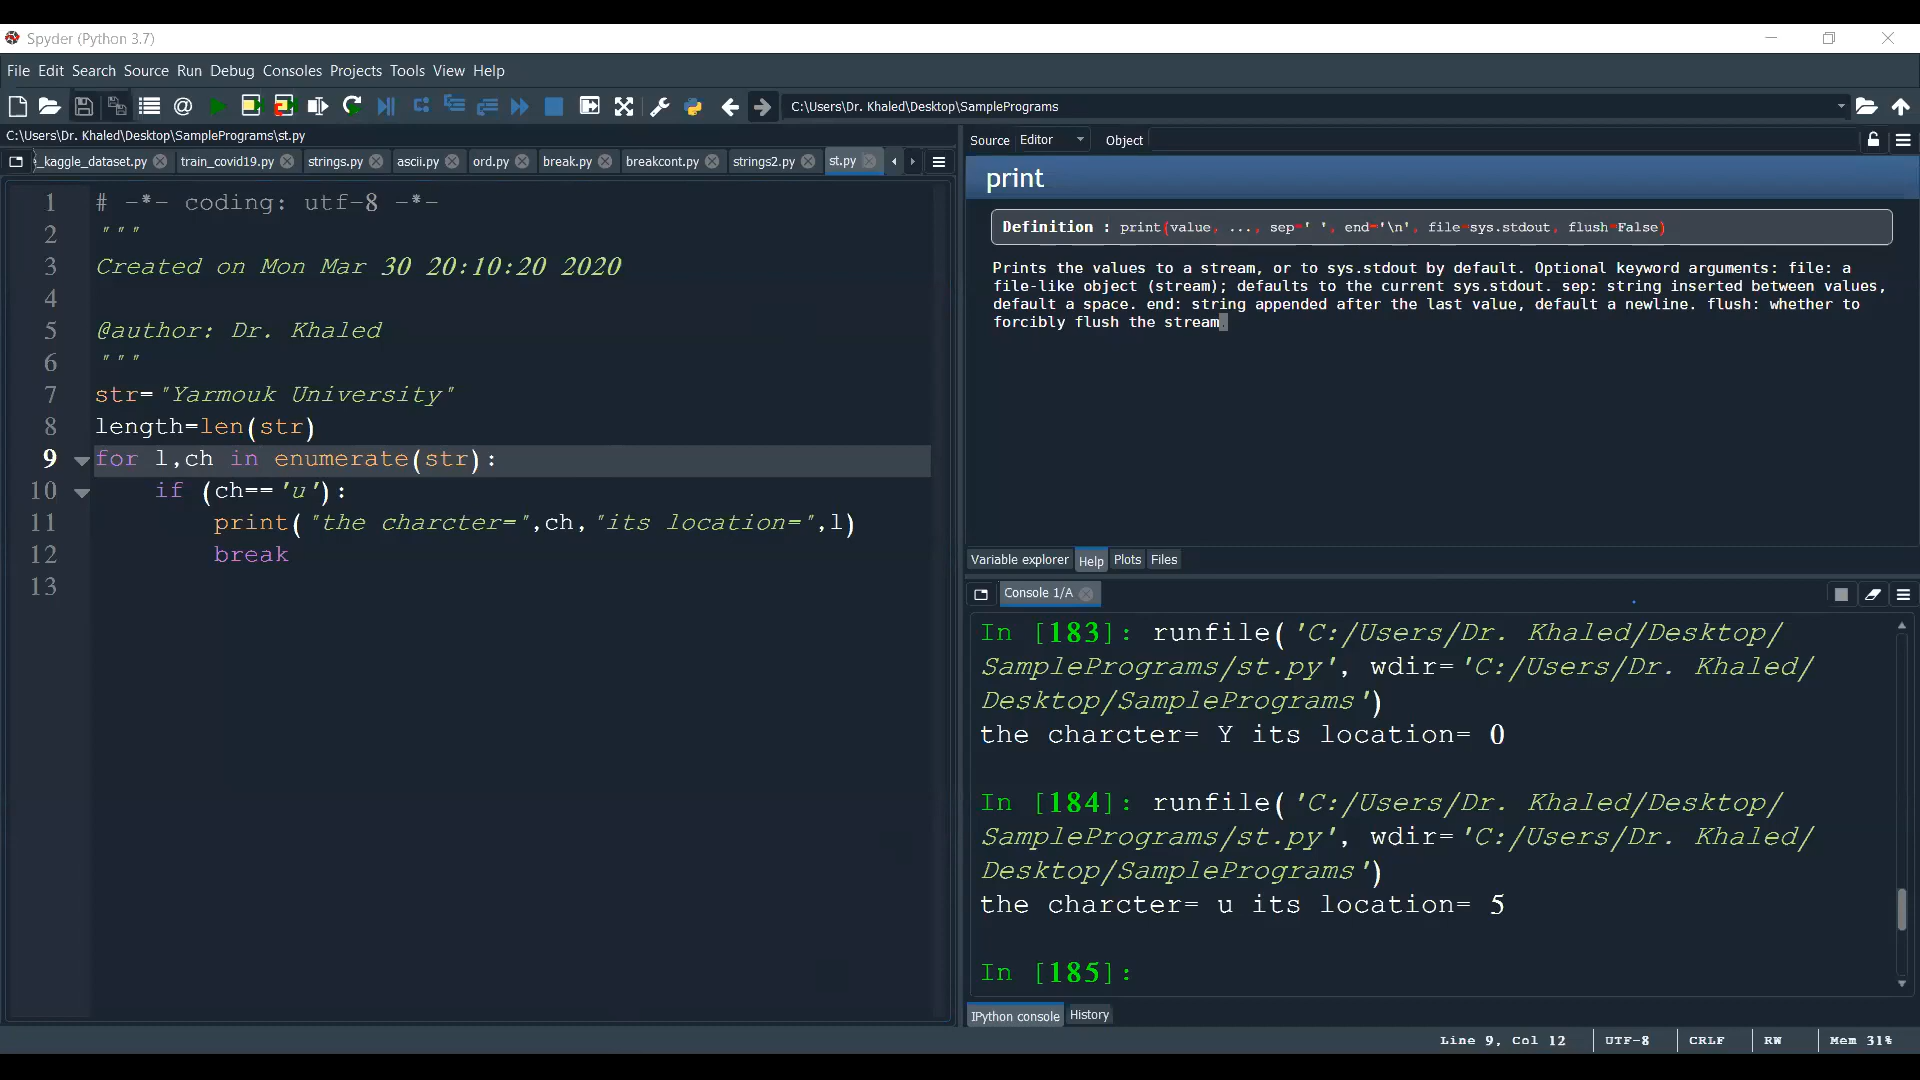 Spyder (Python 3.7)
File Edit Search Source Run Debug Consoles Projects Tools View Help
C:\Users\Dr. Khaled\Desktop\SamplePrograms
C:\Users\Dr. Khaled\Desktop\SamplePrograms\st.py
_kaggle_dataset.py train_covid19.py strings.py ascii.py ord.py break.py breakcont.py strings2.py st.py
1 # -*- coding: utf-8 -*-
2 """
3 Created on Mon Mar 30 20:10:20 2020
4
5 @author: Dr. Khaled
6 """
7 str="Yarmouk University"
8 length=len(str)
9 for l,ch in enumerate(str):
10 if (ch=='u'):
11 print("the charcter=",ch,"its location=",l)
12 break
13
Source Editor Object
print
Definition : print(value, ..., sep=' ', end='\n', file=sys.stdout, flush=False)
Prints the values to a stream, or to sys.stdout by default. Optional keyword arguments: file: a
file-like object (stream); defaults to the current sys.stdout. sep: string inserted between values,
default a space. end: string appended after the last value, default a newline. flush: whether to
forcibly flush the stream.
Variable explorer Help Plots Files
Console 1/A
In [183]: runfile('C:/Users/Dr. Khaled/Desktop/
SamplePrograms/st.py', wdir='C:/Users/Dr. Khaled/
Desktop/SamplePrograms')
the charcter= Y its location= 0
In [184]: runfile('C:/Users/Dr. Khaled/Desktop/
SamplePrograms/st.py', wdir='C:/Users/Dr. Khaled/
Desktop/SamplePrograms')
the charcter= u its location= 5
In [185]:
IPython console History
Line 9, Col 12 UTF-8 CRLF RW Mem 31%